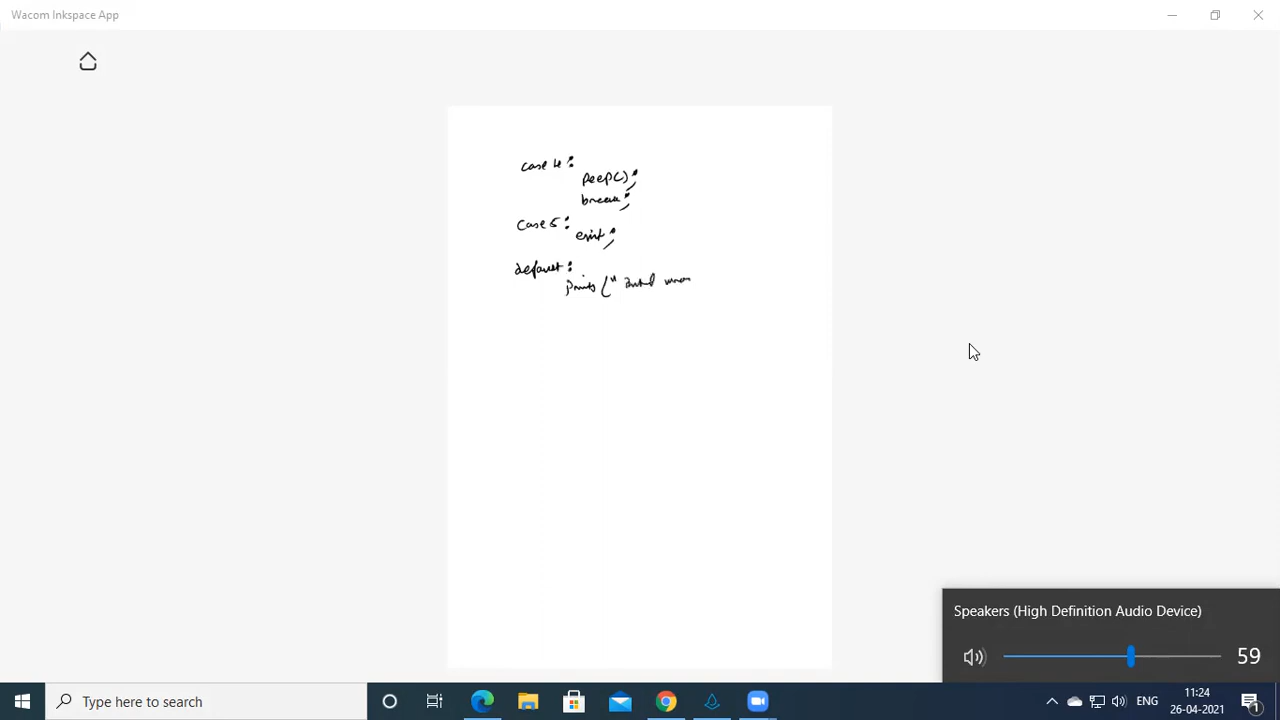 Wacom Inkspace App
case 4:
peep();
break;
case 5:
exit;
default:
printf("
Speakers (High Definition Audio Device)
59
Type here to search
ENG
11:24
26-04-2021
1